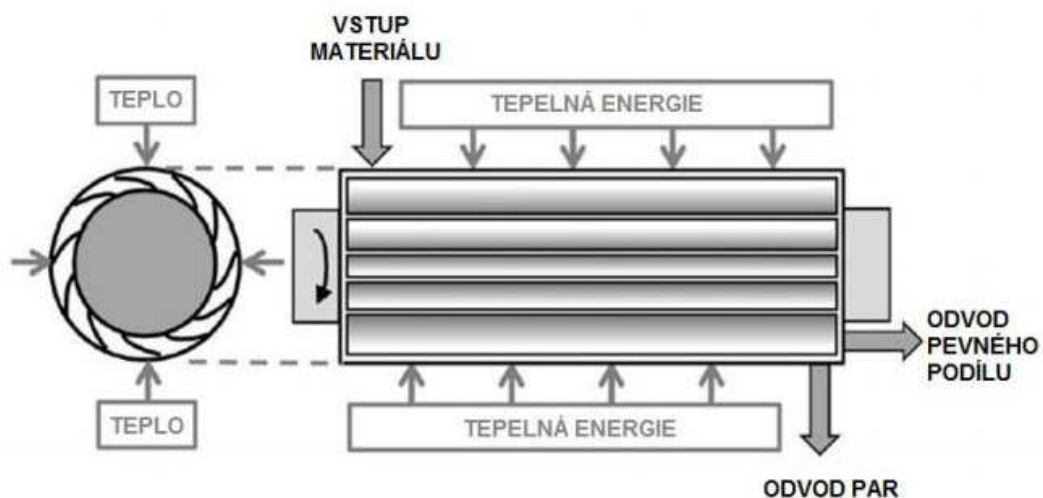 VSTUP
MATERIÁLU
TEPLO
TEPELNÁ ENERGIE
ODVOD
PEVNÉHO
PODÍLU
TEPLO
TEPELNÁ ENERGIE
ODVOD PAR